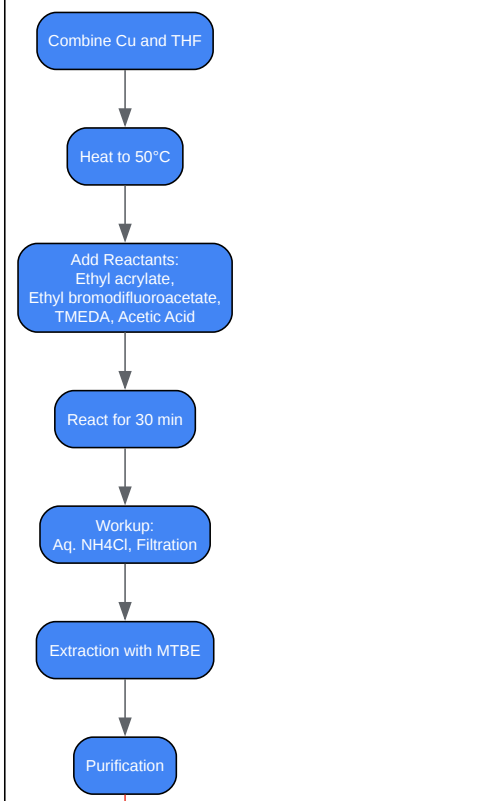 Combine Cu and THF
Heat to 50°C
Add Reactants:
Ethyl acrylate,
Ethyl bromodifluoroacetate,
TMEDA, Acetic Acid
React for 30 min
Workup:
Aq. NH4Cl, Filtration
Extraction with MTBE
Purification